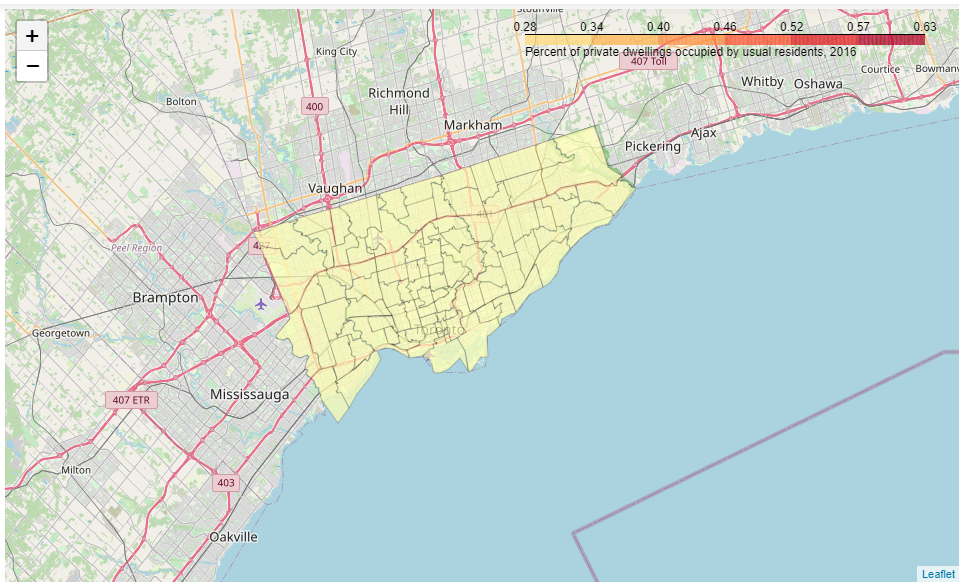 Stouffville
0.28 0.34 0.40 0.46 0.52 0.57 0.63
+
−
Percent of private dwellings occupied by usual residents, 2016
King City
407 Toll
Courtice
Bowmanv
Whitby
Oshawa
Richmond
Hill
Bolton
400
Markham
Ajax
Pickering
Vaughan
401
Peel Region
Brampton
Georgetown
Toronto
Mississauga
407 ETR
Milton
403
Oakville
Leaflet